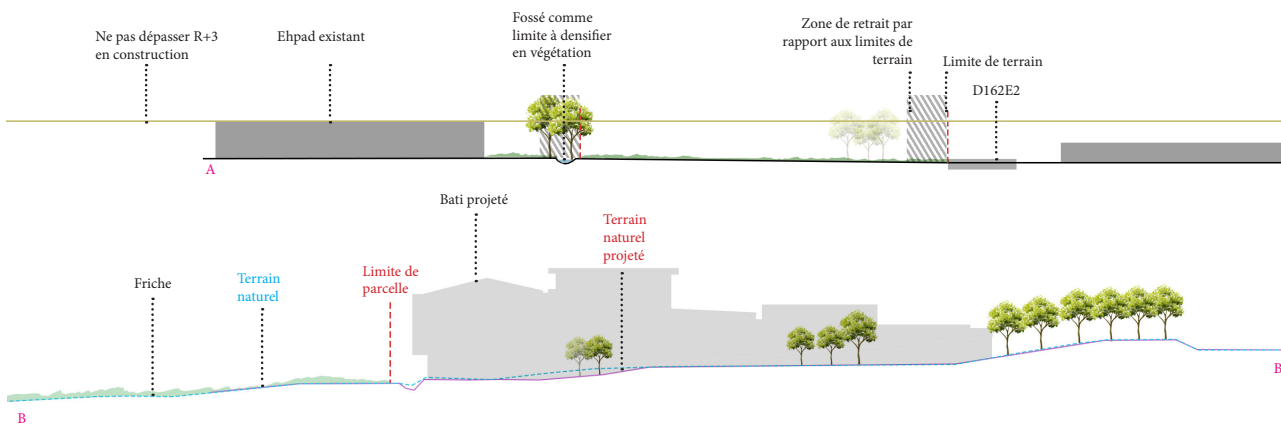 Ne pas dépasser R+3
en construction
Ehpad existant
Fossé comme
limite à densifier
en végétation
Zone de retrait par
rapport aux limites de
terrain
Limite de terrain
D162E2
A
Bati projeté
Terrain
naturel
projeté
Friche
Terrain
naturel
Limite de
parcelle
B
B